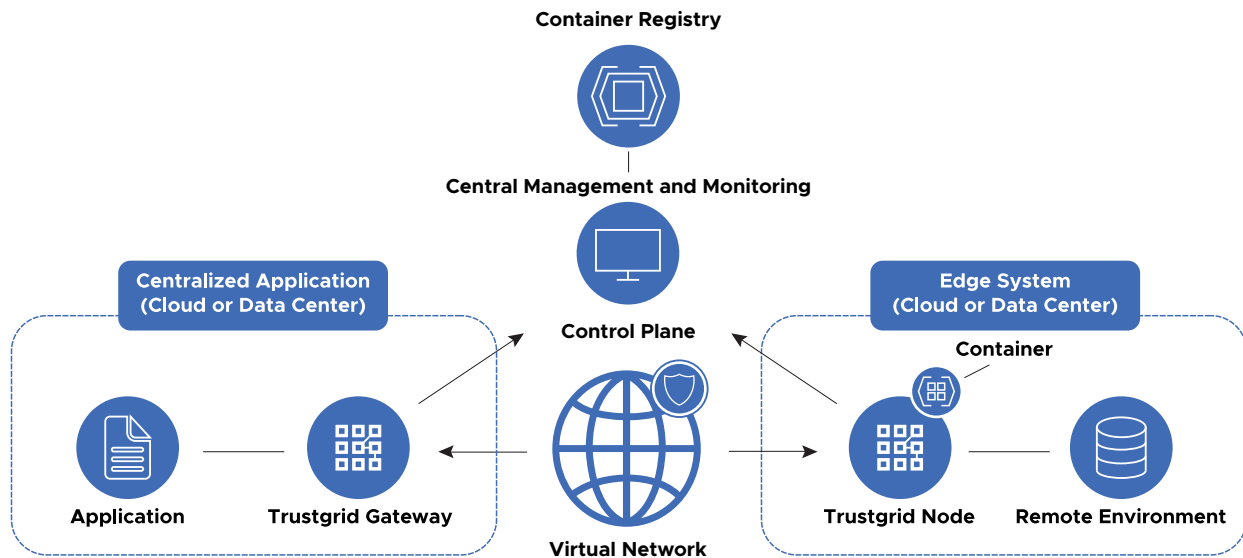 Container Registry
Central Management and Monitoring
Centralized Application
(Cloud or Data Center)
Edge System
(Cloud or Data Center)
Control Plane
Container
Application
Trustgrid Gateway
Trustgrid Node
Remote Environment
Virtual Network